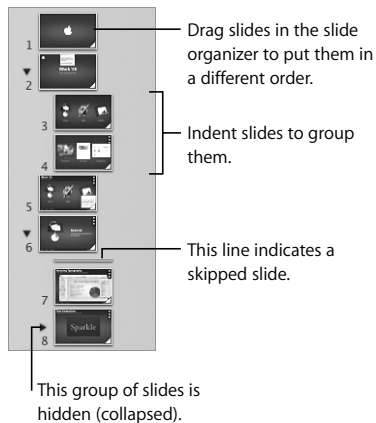 Drag slides in the slide
organizer to put them in
a different order.
Indent slides to group
them.
This line indicates a
skipped slide.
This group of slides is
hidden (collapsed).
1
2
3
4
5
6
7
8
Sparkle